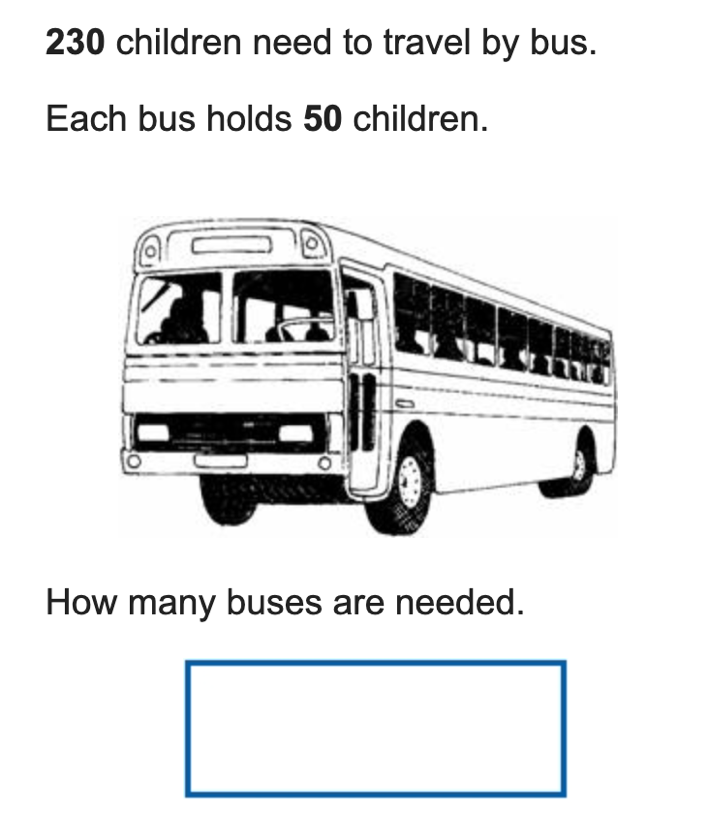 230 children need to travel by bus.
Each bus holds 50 children.
How many buses are needed.